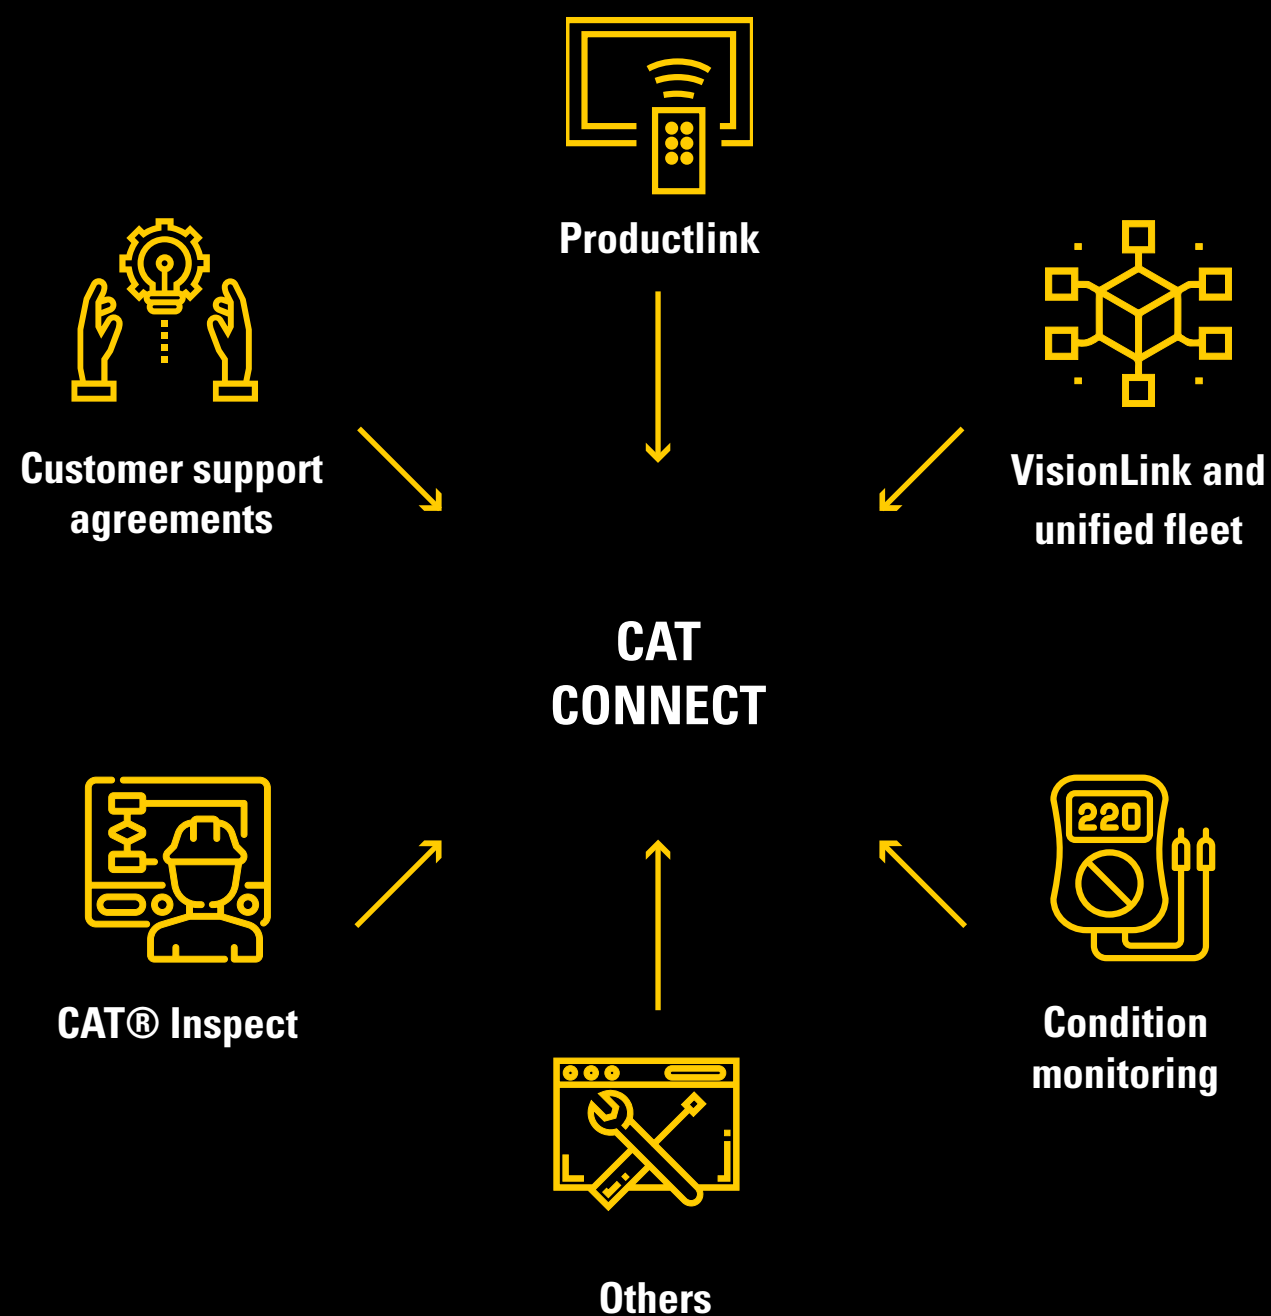 Productlink
Customer support
agreements
VisionLink and
unified fleet
CAT
CONNECT
220
CAT® Inspect
Condition
monitoring
Others